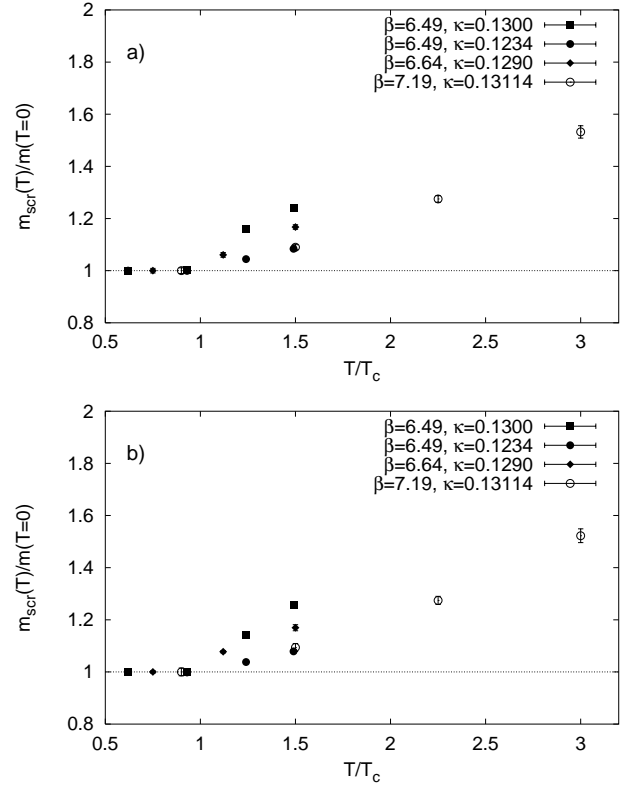 2
β=6.49, κ=0.1300
a)
β=6.49, κ=0.1234
β=6.64, κ=0.1290
1.8
β=7.19, κ=0.13114
1.6
m_scr(T)/m(T=0)
1.4
1.2
1
0.8
0.5 1 1.5 2 2.5 3
T/T_c
2
β=6.49, κ=0.1300
b)
β=6.49, κ=0.1234
β=6.64, κ=0.1290
1.8
β=7.19, κ=0.13114
1.6
m_scr(T)/m(T=0)
1.4
1.2
1
0.8
0.5 1 1.5 2 2.5 3
T/T_c